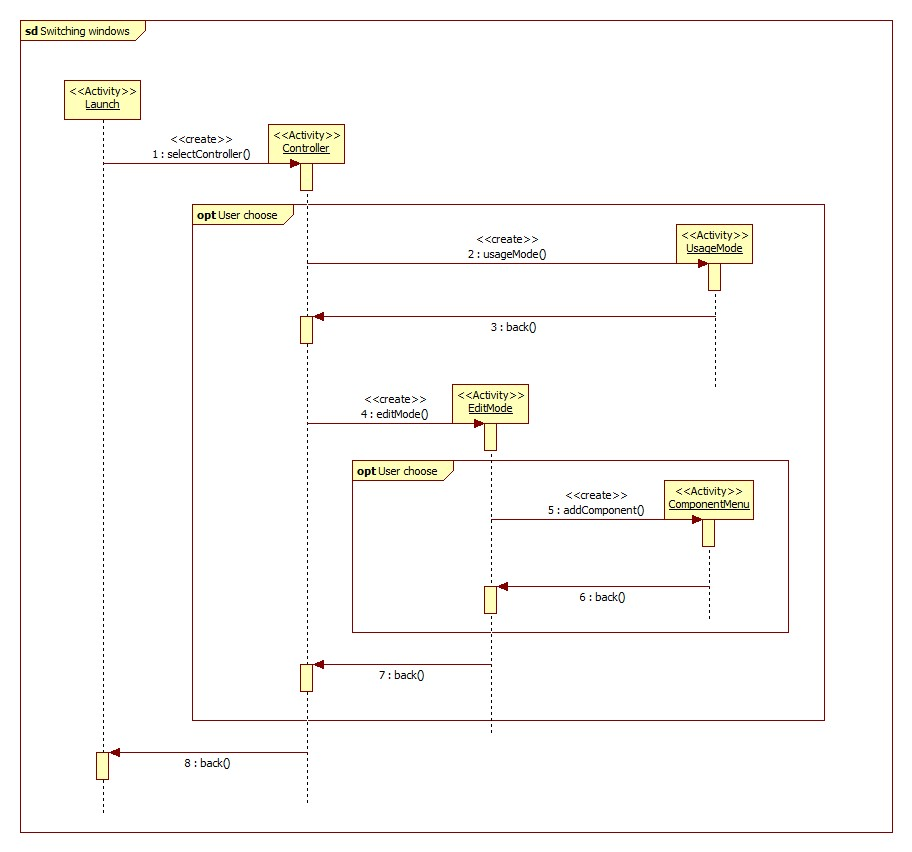 sd Switching windows
<<Activity>>
Launch
<<create>>
1 : selectController()
<<Activity>>
Controller
opt User choose
<<create>>
2 : usageMode()
<<Activity>>
UsageMode
3 : back()
<<create>>
4 : editMode()
<<Activity>>
EditMode
opt User choose
<<create>>
5 : addComponent()
<<Activity>>
ComponentMenu
6 : back()
7 : back()
8 : back()